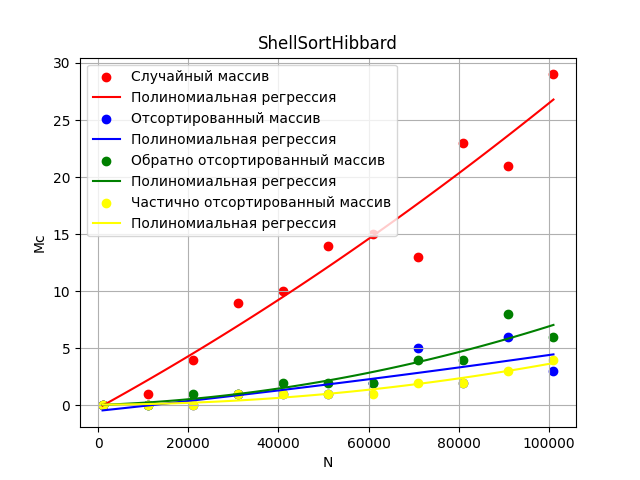 ShellSortHibbard
30
25
20
15
10
5
0
Мс
Случайный массив
Полиномиальная регрессия
Отсортированный массив
Полиномиальная регрессия
Обратно отсортированный массив
Полиномиальная регрессия
Частично отсортированный массив
Полиномиальная регрессия
0 20000 40000 60000 80000 100000
N